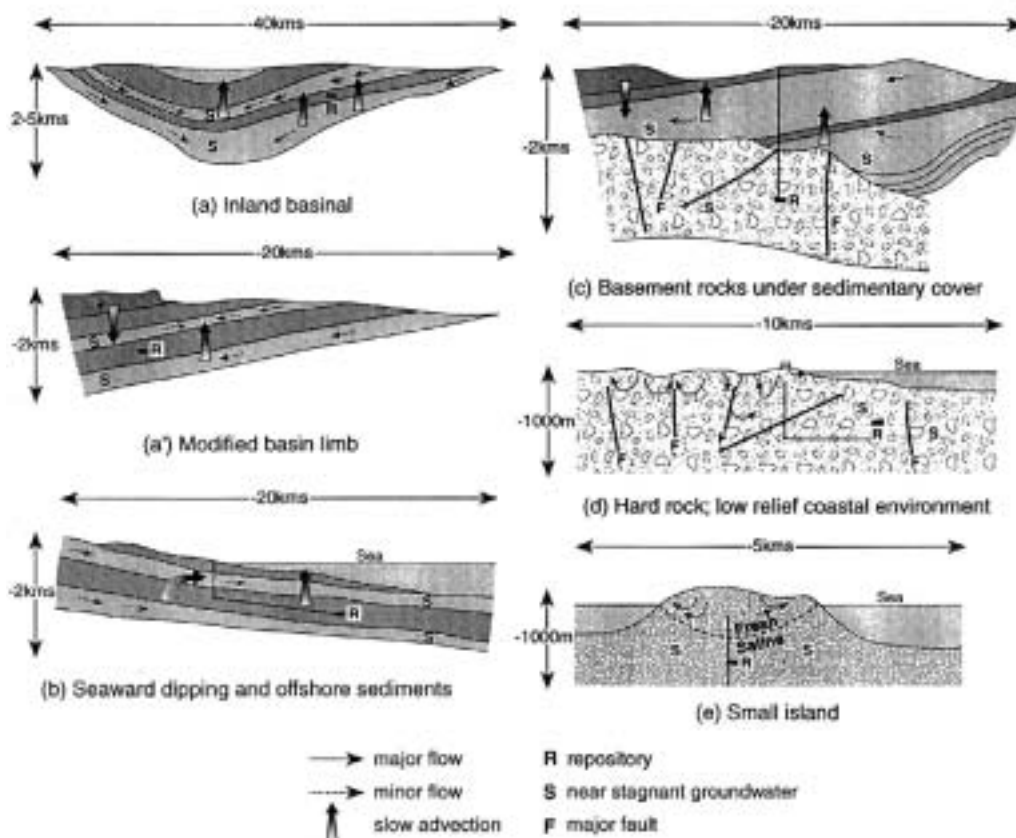 -40kms
2-5kms
S
R
S
(a) Inland basinal
-20kms
-2kms
S
R
S
(a') Modified basin limb
-20kms
Sea
-2kms
S
R
S
(b) Seaward dipping and offshore sediments
-20kms
-2kms
S
S
F
S
R
F
(c) Basement rocks under sedimentary cover
-10kms
Sea
-1000m
S
R
S
F
F
F
F
(d) Hard rock; low relief coastal environment
-5kms
Sea
-1000m
Fresh
Saline
S
S
R
(e) Small island
major flow
minor flow
slow advection
R repository
S near stagnant groundwater
F major fault